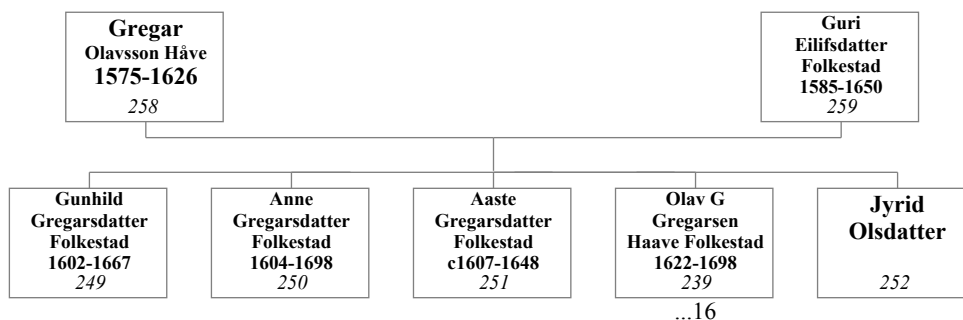 Gregar
Olavsson Håve
1575-1626
258
Guri
Eilifsdatter
Folkestad
1585-1650
259
Gunhild
Gregarsdatter
Folkestad
1602-1667
249
Anne
Gregarsdatter
Folkestad
1604-1698
250
Aaste
Gregarsdatter
Folkestad
c1607-1648
251
Olav G
Gregarsen
Haave Folkestad
1622-1698
239
...16
Jyrid
Olsdatter
252